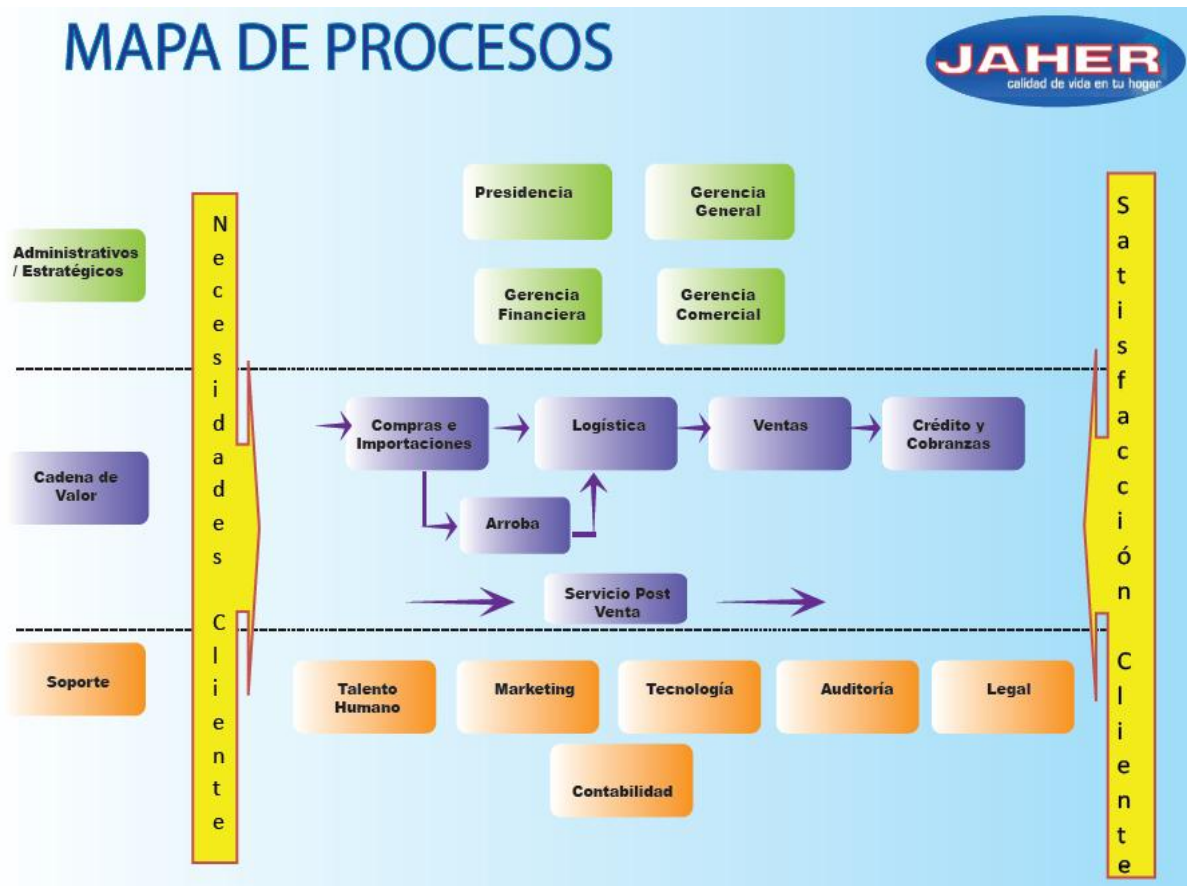 MAPA DE PROCESOS
JAHER
calidad de vida en tu hogar
Presidencia
Gerencia
General
Administrativos
/ Estratégicos
Gerencia
Financiera
Gerencia
Comercial
Necesidades Cliente
Satisfacción Cliente
Cadena de
Valor
Compras e
Importaciones
Logística
Ventas
Crédito y
Cobranzas
Arroba
Servicio Post
Venta
Soporte
Talento
Humano
Marketing
Tecnología
Auditoría
Legal
Contabilidad